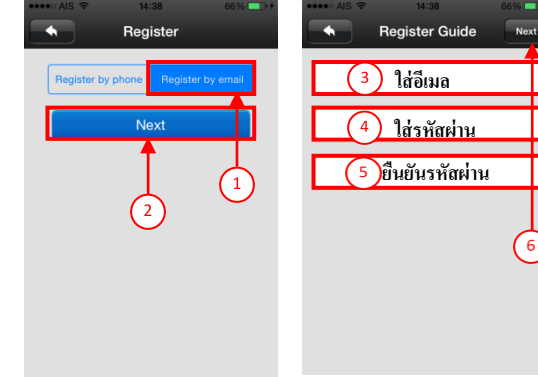 AIS 14:38 66%
Register
Register by phone Register by email
Next
1
2
AIS 14:38 66%
Register Guide Next
3 ใส่อีเมล
4 ใส่รหัสผ่าน
5 ยืนยันรหัสผ่าน
6